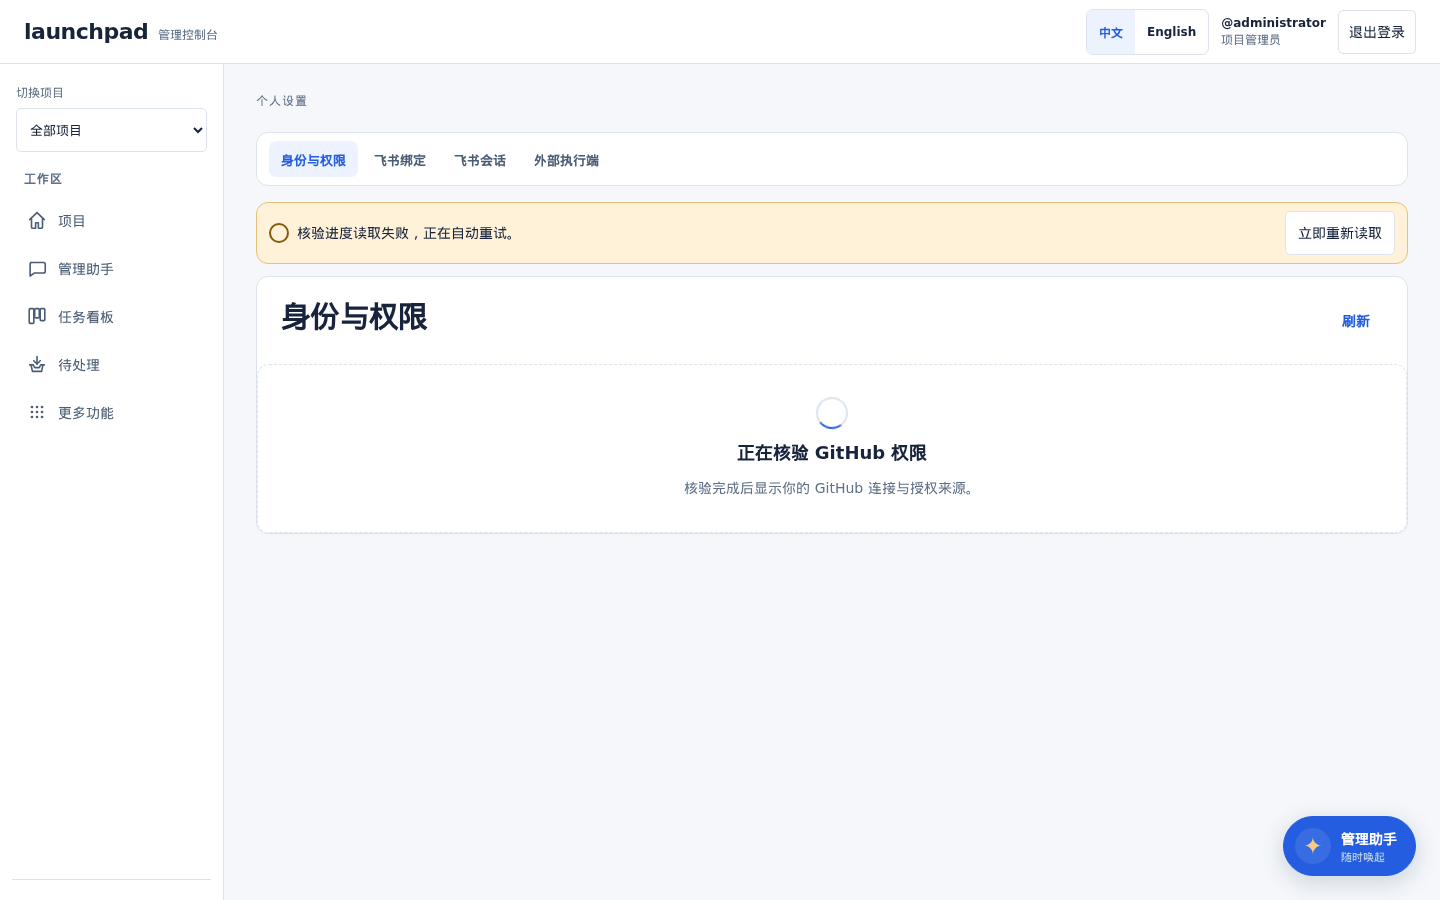 launchpad 管理控制台
中文 English
@administrator
项目管理员
退出登录
切换项目
全部项目
工作区
项目
管理助手
任务看板
待处理
更多功能
个人设置
身份与权限 飞书绑定 飞书会话 外部执行端
核验进度读取失败，正在自动重试。
立即重新读取
身份与权限
刷新
正在核验 GitHub 权限
核验完成后显示你的 GitHub 连接与授权来源。
管理助手
随时唤起